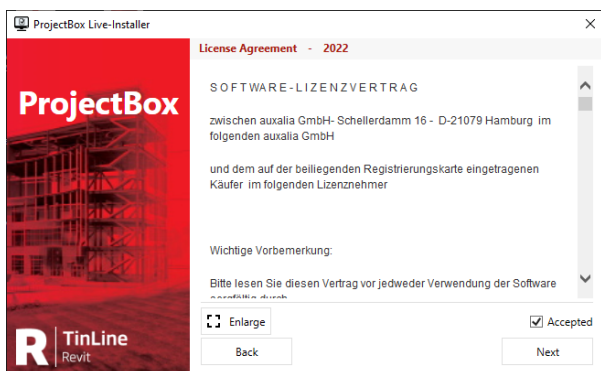 ProjectBox Live-Installer
License Agreement - 2022
ProjectBox
SOFTWARE-LIZENZVERTRAG
zwischen auxalia GmbH- Schellerdamm 16 - D-21079 Hamburg im
folgenden auxalia GmbH
und dem auf der beiliegenden Registrierungskarte eingetragenen
Käufer im folgenden Lizenznehmer
Wichtige Vorbemerkung:
Bitte lesen Sie diesen Vertrag vor jedweder Verwendung der Software
sorgfältig durch
Enlarge
Accepted
R TinLine
Revit
Back
Next